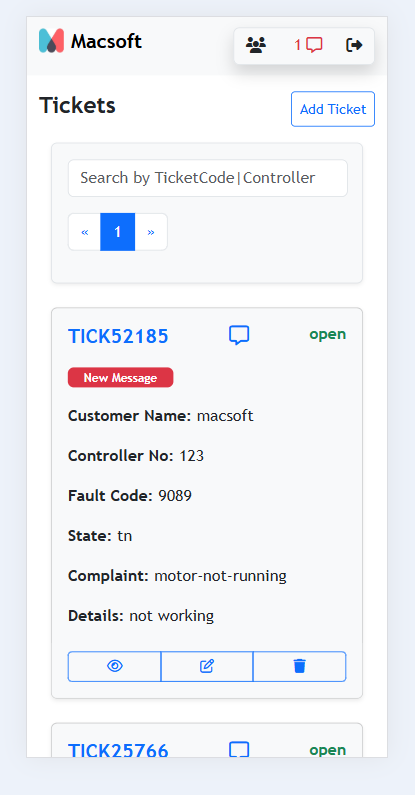 Macsoft
1
Tickets
Add Ticket
Search by TicketCode|Controller
« 1 »
TICK52185
open
New Message
Customer Name: macsoft
Controller No: 123
Fault Code: 9089
State: tn
Complaint: motor-not-running
Details: not working
TICK25766
open